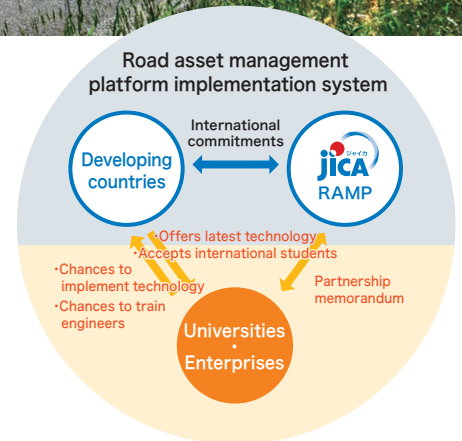 Road asset management
platform implementation system
International
commitments
Developing
countries
ジャイカ
JICA
RAMP
・Offers latest technology
・Accepts international students
・Chances to
implement technology
・Chances to train
engineers
Partnership
memorandum
Universities
・
Enterprises